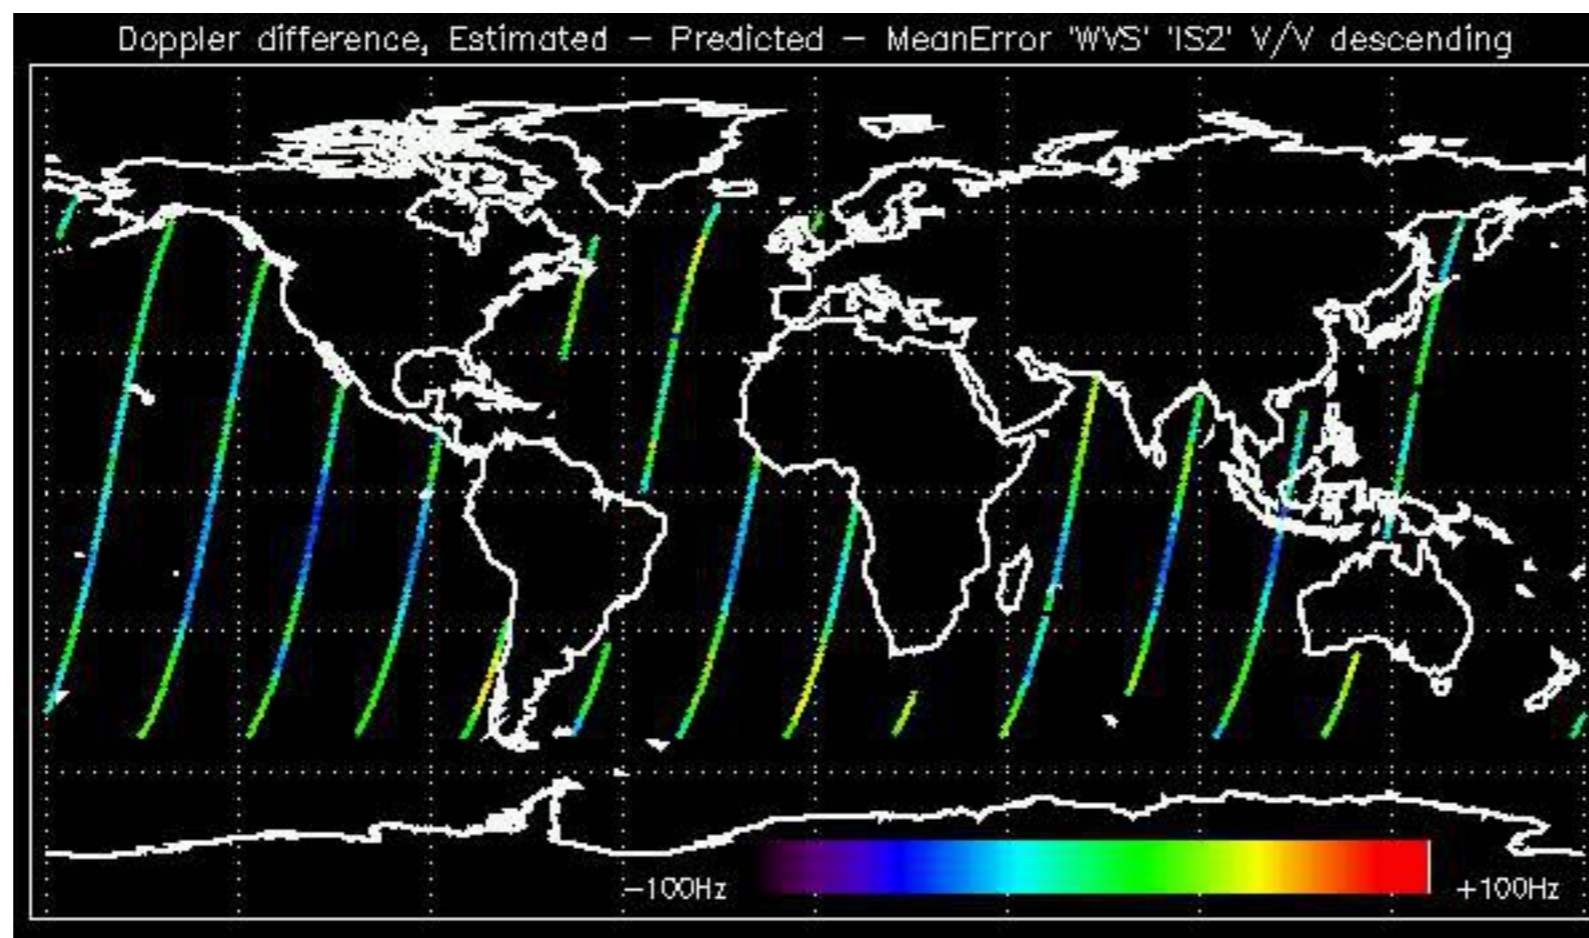 Doppler difference, Estimated – Predicted – MeanError 'WVS' 'IS2' V/V descending
–100Hz
+100Hz